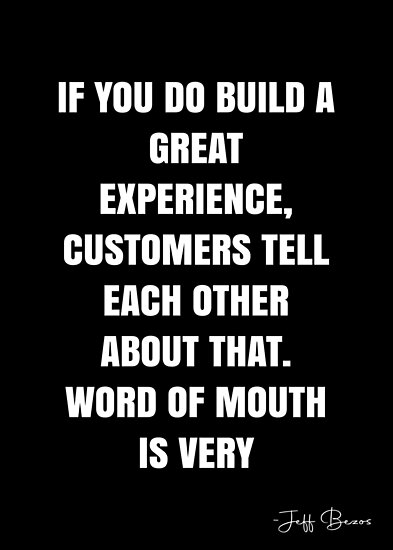 IF YOU DO BUILD A
GREAT
EXPERIENCE,
CUSTOMERS TELL
EACH OTHER
ABOUT THAT.
WORD OF MOUTH
IS VERY
-Jeff Bezos